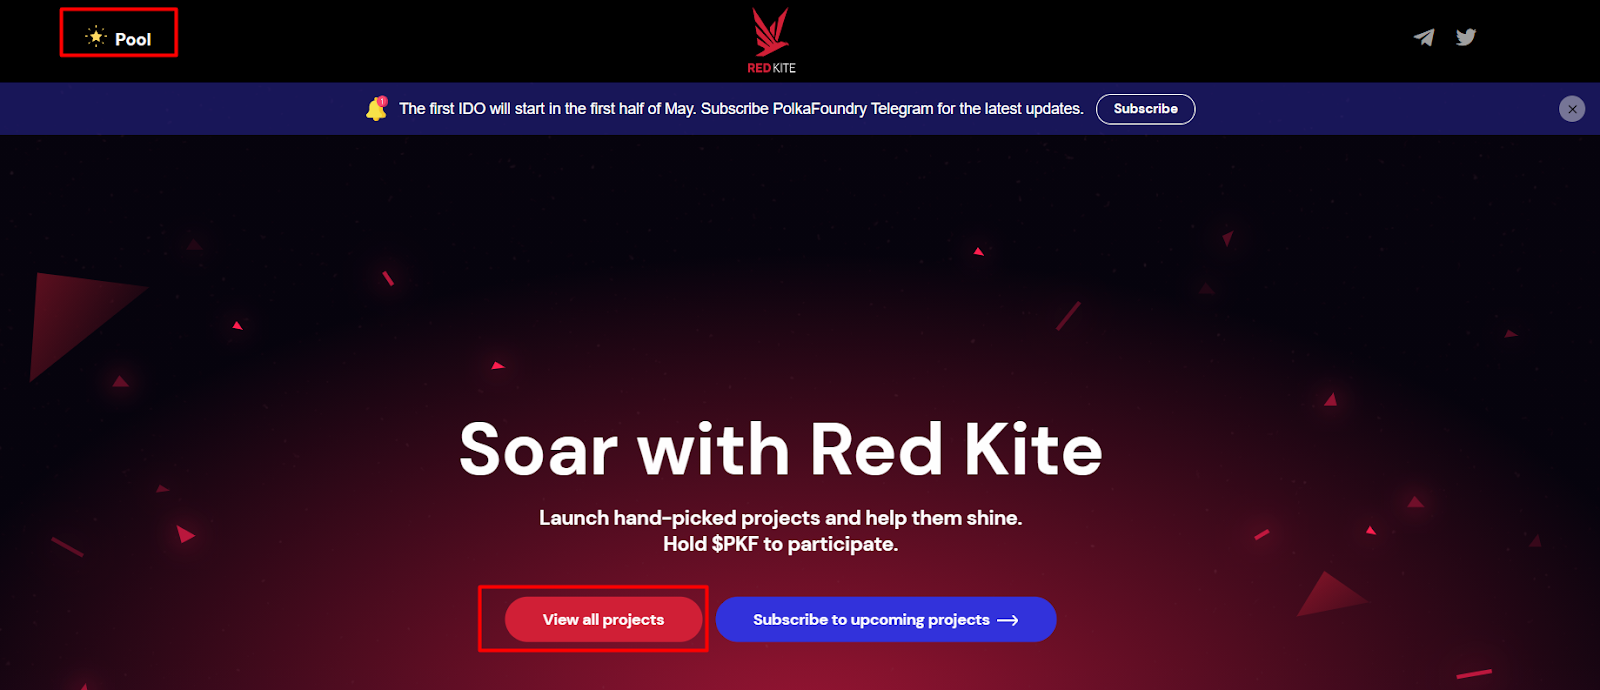 Pool
REDKITE
1
The first IDO will start in the first half of May. Subscribe PolkaFoundry Telegram for the latest updates.
Subscribe
Soar with Red Kite
Launch hand-picked projects and help them shine.
Hold $PKF to participate.
View all projects
Subscribe to upcoming projects